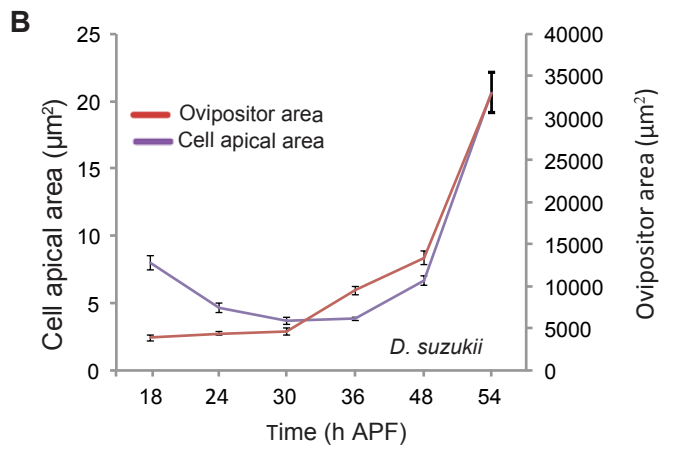 B
25
20
15
10
5
0
Cell apical area (µm²)
Ovipositor area
Cell apical area
D. suzukii
40000
35000
30000
25000
20000
15000
10000
5000
0
Ovipositor area (µm²)
18 24 30 36 48 54
Time (h APF)